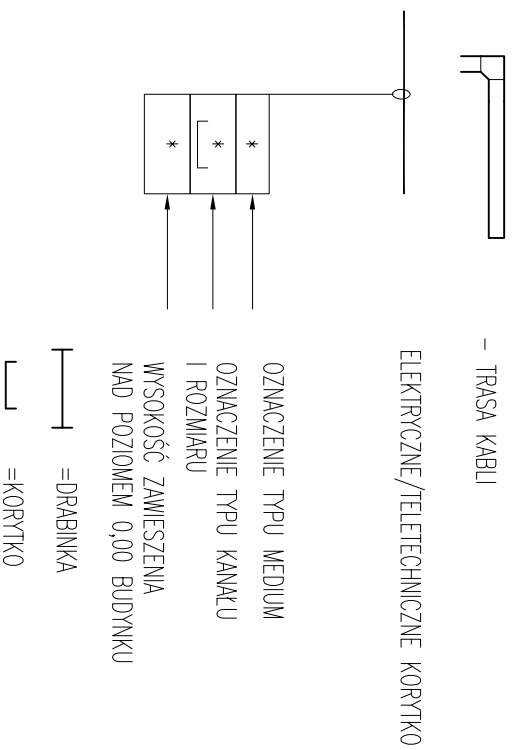 – TRASA KABLI
ELEKTRYCZNE/TELETECHNICZNE KORYTKO
*
OZNACZENIE TYPU MEDIUM
*
OZNACZENIE TYPU KANAŁU
I ROZMIARU
*
WYSOKOŚĆ ZAWIESZENIA
NAD POZIOMEM 0,00 BUDYNKU
=DRABINKA
=KORYTKO